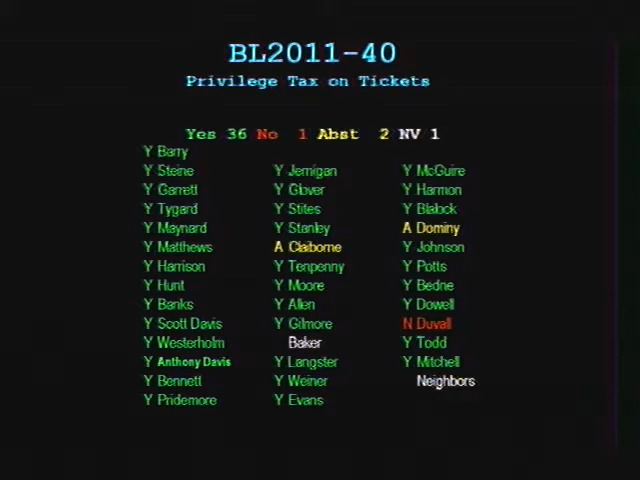 BL2011-40
Privilege Tax on Tickets
Yes 36 No 1 Abst 2 NV 1
Y Barry
Y Steine Y Jernigan Y McGuire
Y Garrett Y Glover Y Harmon
Y Tygard Y Stites Y Blalock
Y Maynard Y Stanley A Dominy
Y Matthews A Claiborne Y Johnson
Y Harrison Y Tenpenny Y Potts
Y Hunt Y Moore Y Bedne
Y Banks Y Allen Y Dowell
Y Scott Davis Y Gilmore N Duvall
Y Westerholm Baker Y Todd
Y Anthony Davis Y Langster Y Mitchell
Y Bennett Y Weiner Neighbors
Y Pridemore Y Evans